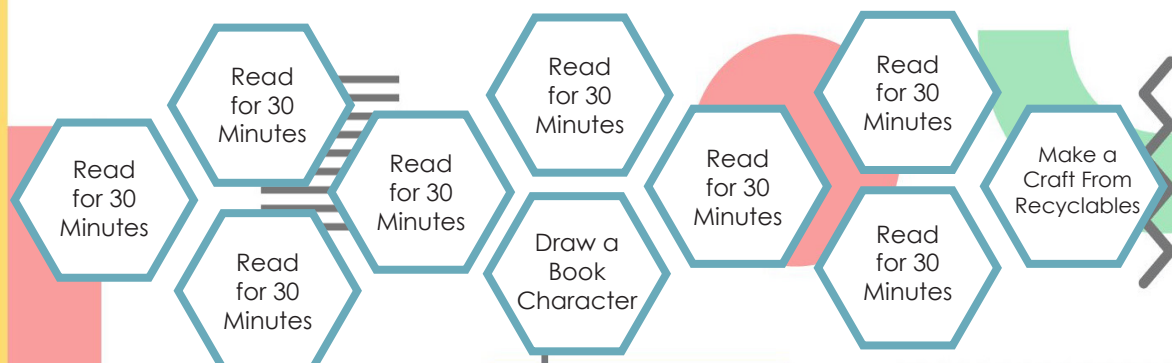 Read
for 30
Minutes
Read
for 30
Minutes
Read
for 30
Minutes
Read
for 30
Minutes
Read
for 30
Minutes
Draw a
Book
Character
Read
for 30
Minutes
Read
for 30
Minutes
Read
for 30
Minutes
Make a
Craft From
Recyclables